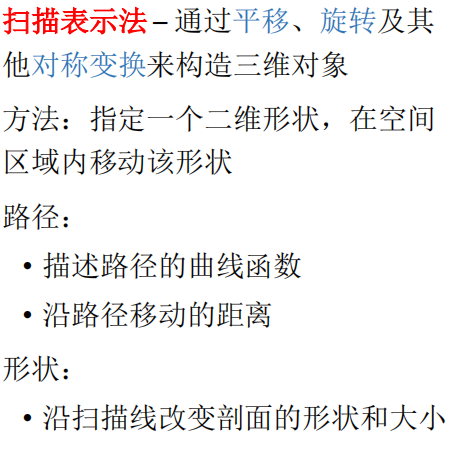 扫描表示法 – 通过平移、旋转及其
他对称变换来构造三维对象
方法：指定一个二维形状，在空间
区域内移动该形状
路径：
• 描述路径的曲线函数
• 沿路径移动的距离
形状：
• 沿扫描线改变剖面的形状和大小